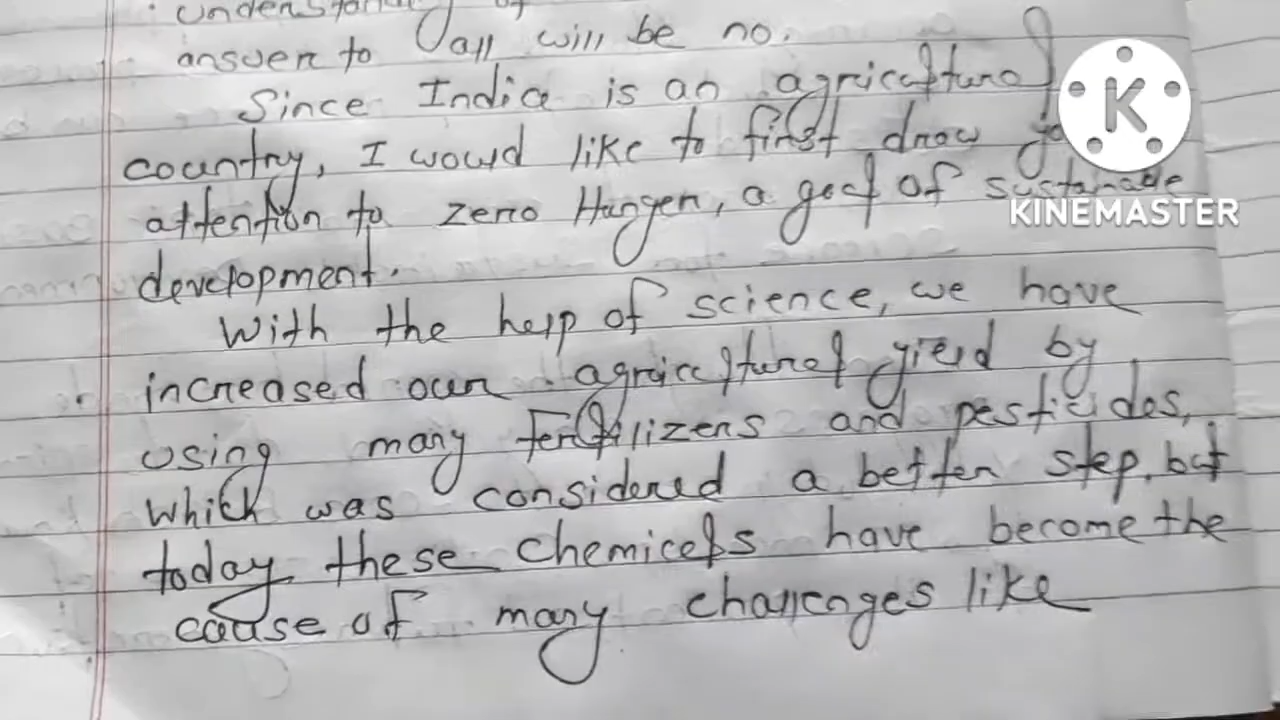 understanding of
answer to all will be no.
Since India is an agricultural
country, I would like to first draw
attention to zero Hunger, a goal of sustainable
development.
With the help of science, we have
increased our agricultural yield by
using many fertilizers and pesticides,
which was considered a better step. but
today these chemicals have become the
cause of many challenges like
K
KINEMASTER